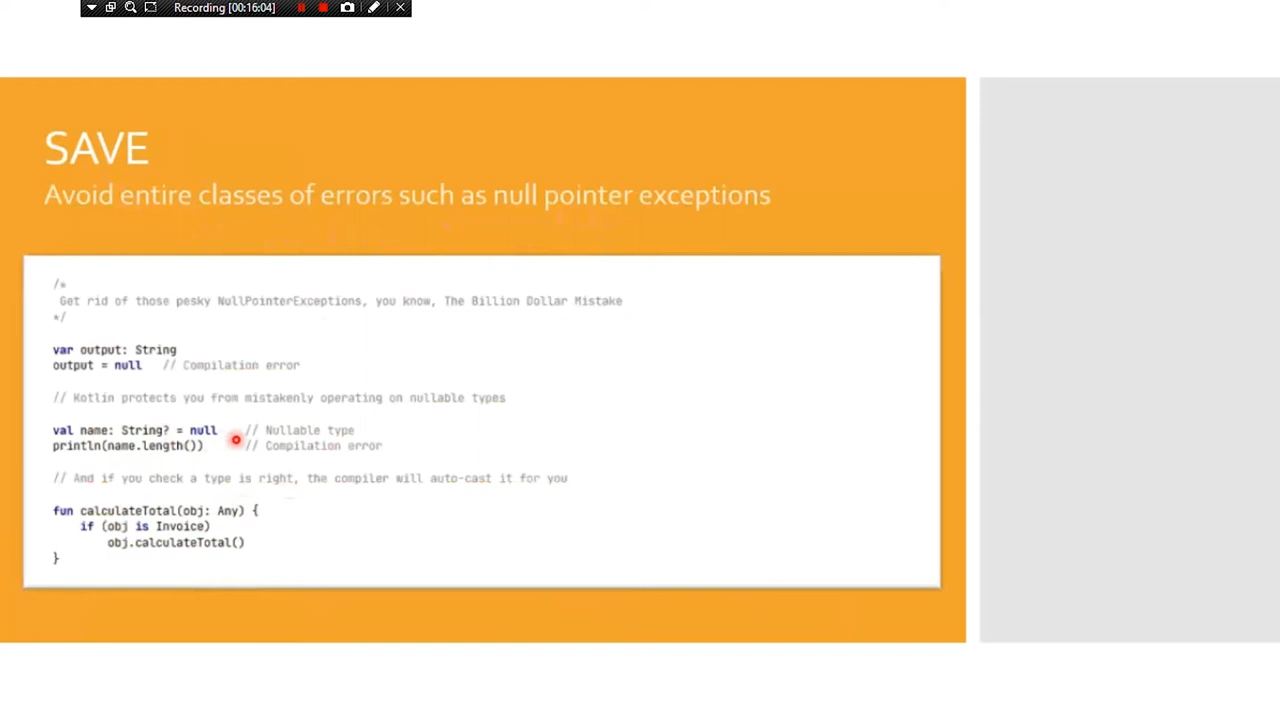 Recording [00:16:04]
SAVE
Avoid entire classes of errors such as null pointer exceptions
/*
Get rid of those pesky NullPointerExceptions, you know, The Billion Dollar Mistake
*/
var output: String
output = null // Compilation error
// Kotlin protects you from mistakenly operating on nullable types
val name: String? = null // Nullable type
println(name.length()) // Compilation error
// And if you check a type is right, the compiler will auto-cast it for you
fun calculateTotal(obj: Any) {
if (obj is Invoice)
obj.calculateTotal()
}